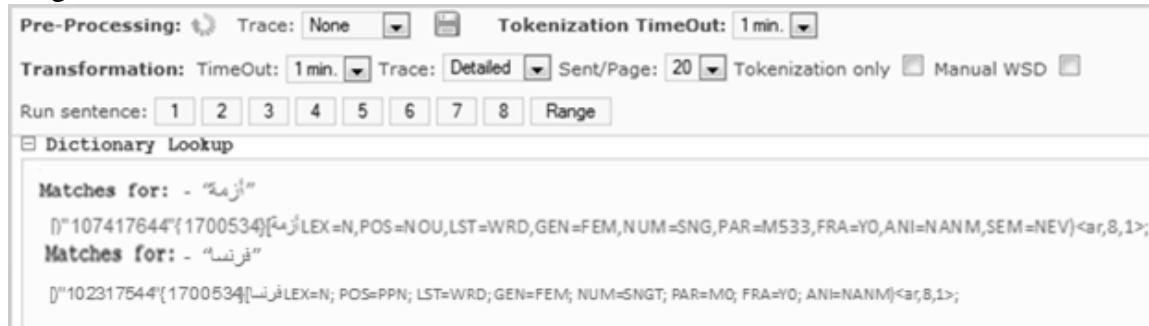 Pre-Processing: Trace: None Tokenization TimeOut: 1 min.
Transformation: TimeOut: 1 min. Trace: Detailed Sent/Page: 20 Tokenization only Manual WSD
Run sentence: 1 2 3 4 5 6 7 8 Range
Dictionary Lookup
Matches for: - "أزمة"
[)"107417644"{1700534}[أزمةLEX=N,POS=NOU,LST=WRD,GEN=FEM,NUM=SNG,PAR=M533,FRA=Y0,ANI=NANM,SEM=NEV)<ar,8,1>;
Matches for: - "فرنسا"
[)"102317544"{1700534}[فرنساLEX=N; POS=PPN; LST=WRD; GEN=FEM; NUM=SNGT; PAR=M0; FRA=Y0; ANI=NANM)<ar,8,1>;